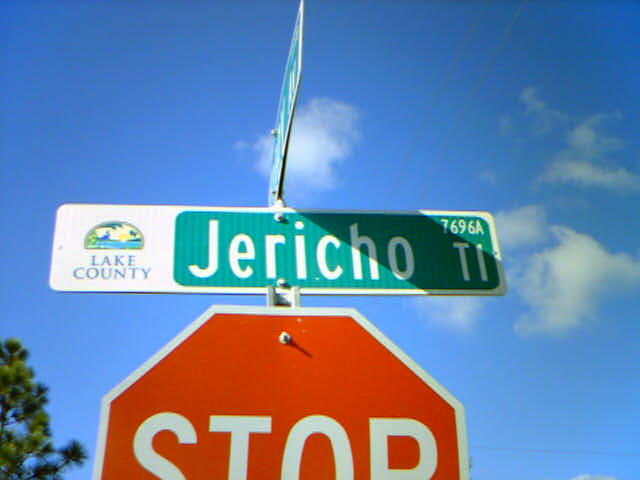 LAKE
COUNTY
Jericho Tl
7696A
STOP